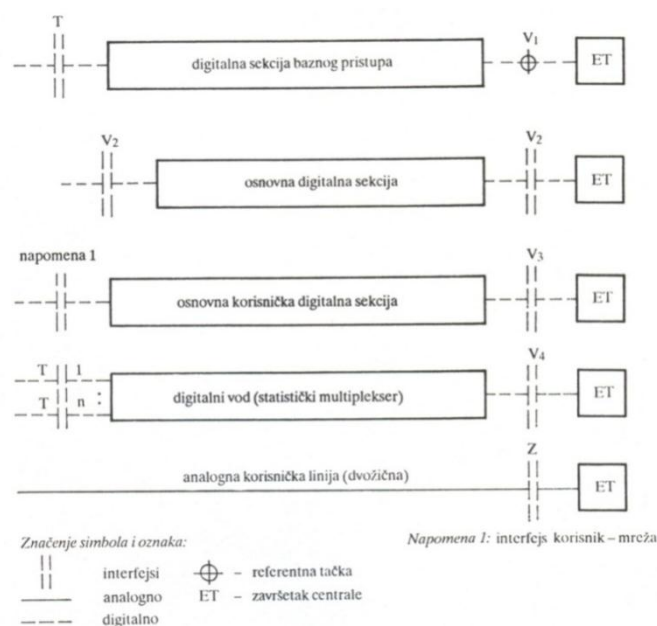 T
V1
digitalna sekcija baznog pristupa
ET
V2
V2
osnovna digitalna sekcija
ET
napomena 1
V3
osnovna korisnička digitalna sekcija
ET
T 1
V4
T n :
digitalni vod (statistički multiplekser)
ET
Z
analogna korisnička linija (dvožična)
ET
Značenje simbola i oznaka:
Napomena 1: interfejs korisnik – mreža
interfejsi
– referentna tačka
analogno
ET – završetak centrale
digitalno